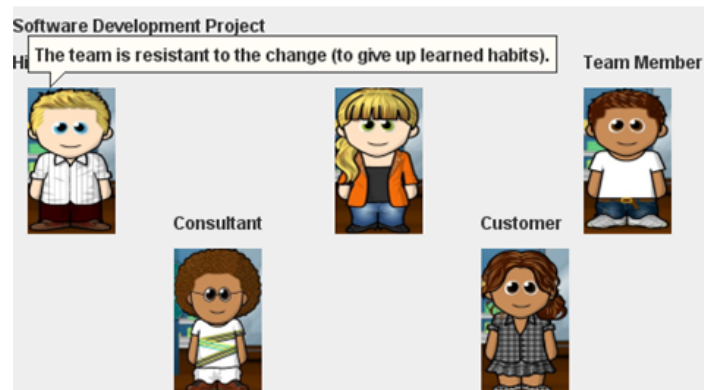 Software Development Project
The team is resistant to the change (to give up learned habits).
Team Member
Consultant
Customer